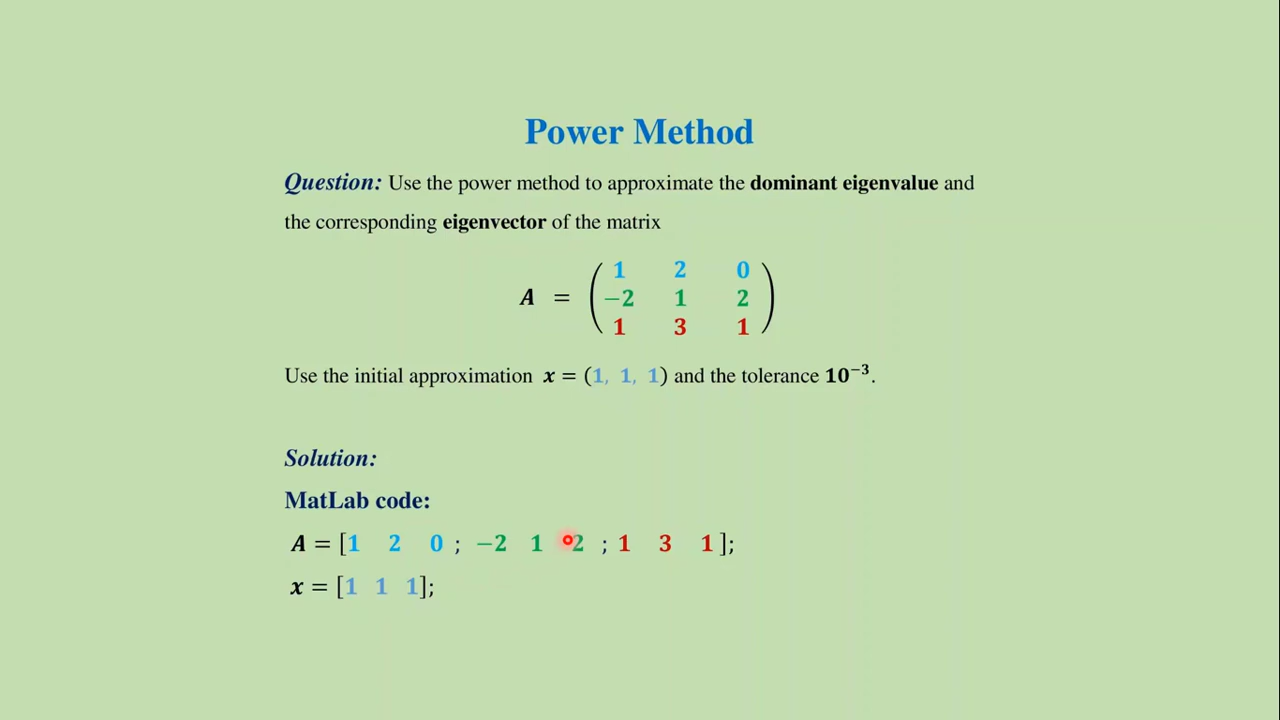 Power Method
Question: Use the power method to approximate the dominant eigenvalue and
the corresponding eigenvector of the matrix
1 2 0
A = ( −2 1 2 )
1 3 1
Use the initial approximation x = (1, 1, 1) and the tolerance 10⁻³.
Solution:
MatLab code:
A = [1 2 0 ; −2 1 2 ; 1 3 1 ];
x = [1 1 1];